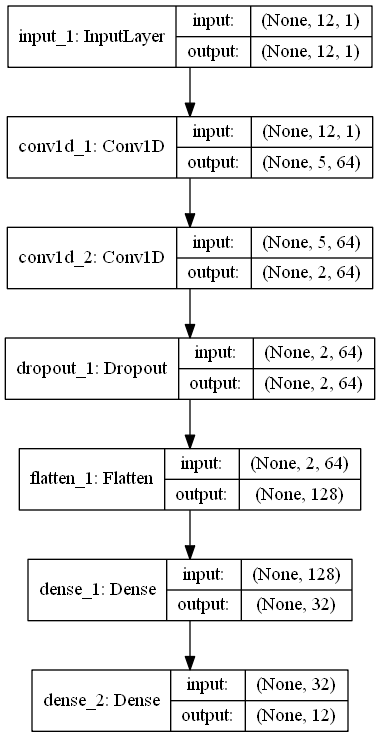 input_1: InputLayer
input: (None, 12, 1)
output: (None, 12, 1)
conv1d_1: Conv1D
input: (None, 12, 1)
output: (None, 5, 64)
conv1d_2: Conv1D
input: (None, 5, 64)
output: (None, 2, 64)
dropout_1: Dropout
input: (None, 2, 64)
output: (None, 2, 64)
flatten_1: Flatten
input: (None, 2, 64)
output: (None, 128)
dense_1: Dense
input: (None, 128)
output: (None, 32)
dense_2: Dense
input: (None, 32)
output: (None, 12)